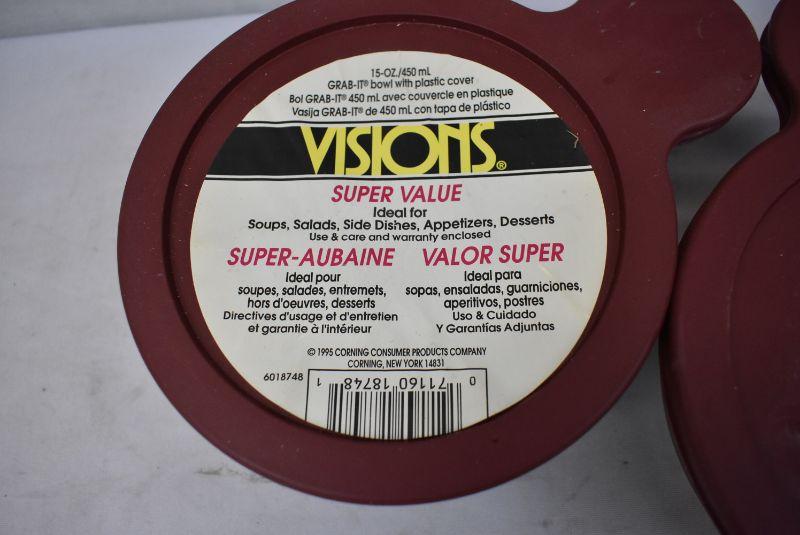 15-OZ./450 mL
GRAB-IT® bowl with plastic cover
Bol GRAB-IT® 450 mL avec couvercle en plastique
Vasija GRAB-IT® de 450 mL con tapa de plástico
VISIONS®
SUPER VALUE
Ideal for
Soups, Salads, Side Dishes, Appetizers, Desserts
Use & care and warranty enclosed
SUPER-AUBAINE
Ideal pour
soupes, salades, entremets,
hors d'oeuvres, desserts
Directives d'usage et d'entretien
et garantie à l'intérieur
VALOR SUPER
Ideal para
sopas, ensaladas, guarniciones,
aperitivos, postres
Uso & Cuidado
Y Garantías Adjuntas
© 1995 CORNING CONSUMER PRODUCTS COMPANY
CORNING, NEW YORK 14831
6018748
0 71160 18748 1